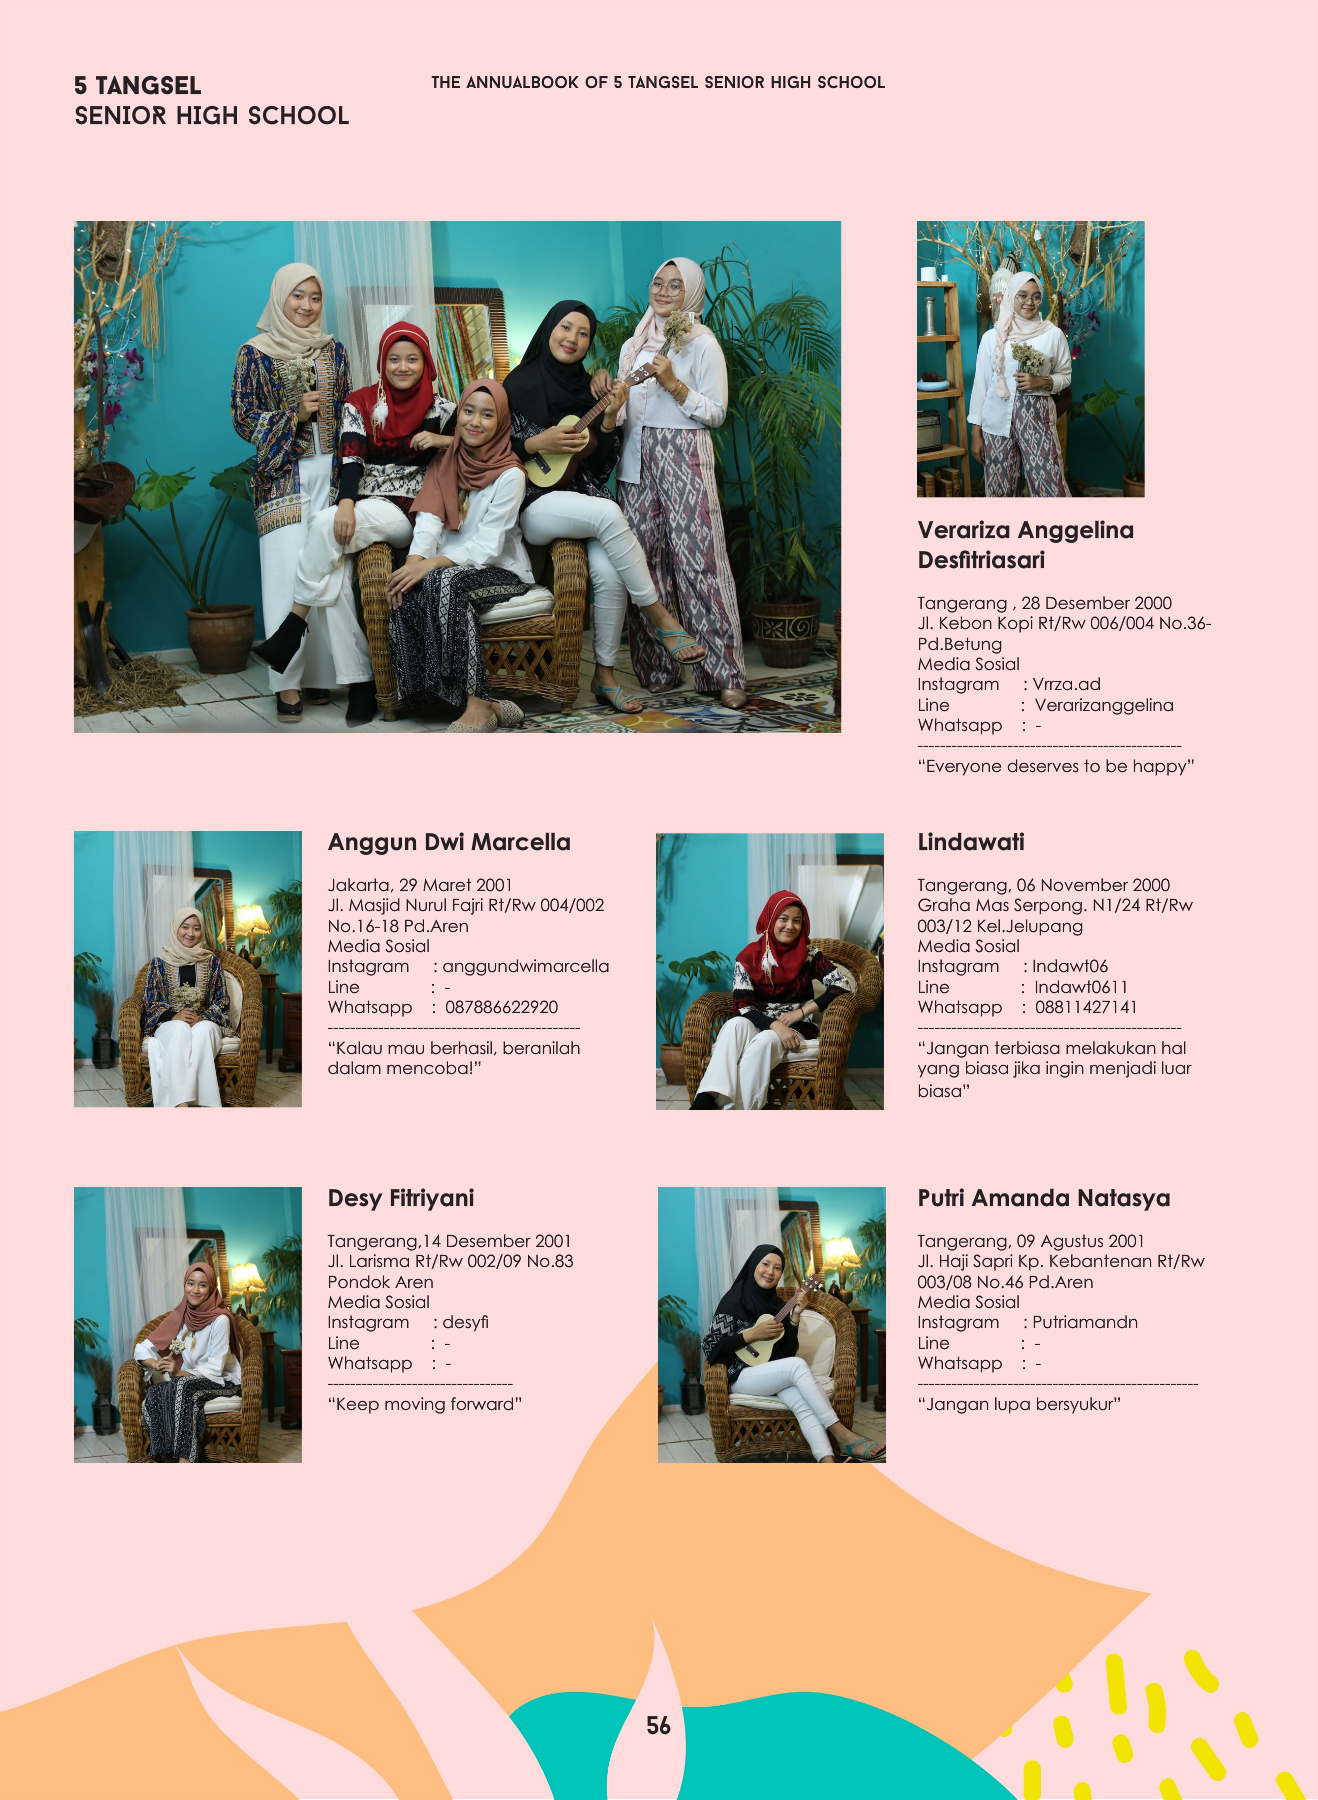 5 TANGSEL
SENIOR HIGH SCHOOL
THE ANNUALBOOK OF 5 TANGSEL SENIOR HIGH SCHOOL
Verariza Anggelina
Desfitriasari
Tangerang , 28 Desember 2000
Jl. Kebon Kopi Rt/Rw 006/004 No.36-
Pd.Betung
Media Sosial
Instagram : Vrrza.ad
Line : Verarizanggelina
Whatsapp : -
-----------------------------------------------
“Everyone deserves to be happy”
Anggun Dwi Marcella
Jakarta, 29 Maret 2001
Jl. Masjid Nurul Fajri Rt/Rw 004/002
No.16-18 Pd.Aren
Media Sosial
Instagram : anggundwimarcella
Line : -
Whatsapp : 087886622920
---------------------------------------------
“Kalau mau berhasil, beranilah
dalam mencoba!”
Lindawati
Tangerang, 06 November 2000
Graha Mas Serpong. N1/24 Rt/Rw
003/12 Kel.Jelupang
Media Sosial
Instagram : lndawt06
Line : lndawt0611
Whatsapp : 08811427141
-----------------------------------------------
“Jangan terbiasa melakukan hal
yang biasa jika ingin menjadi luar
biasa”
Desy Fitriyani
Tangerang,14 Desember 2001
Jl. Larisma Rt/Rw 002/09 No.83
Pondok Aren
Media Sosial
Instagram : desyfi
Line : -
Whatsapp : -
---------------------------------
“Keep moving forward”
Putri Amanda Natasya
Tangerang, 09 Agustus 2001
Jl. Haji Sapri Kp. Kebantenan Rt/Rw
003/08 No.46 Pd.Aren
Media Sosial
Instagram : Putriamandn
Line : -
Whatsapp : -
--------------------------------------------------
“Jangan lupa bersyukur”
56